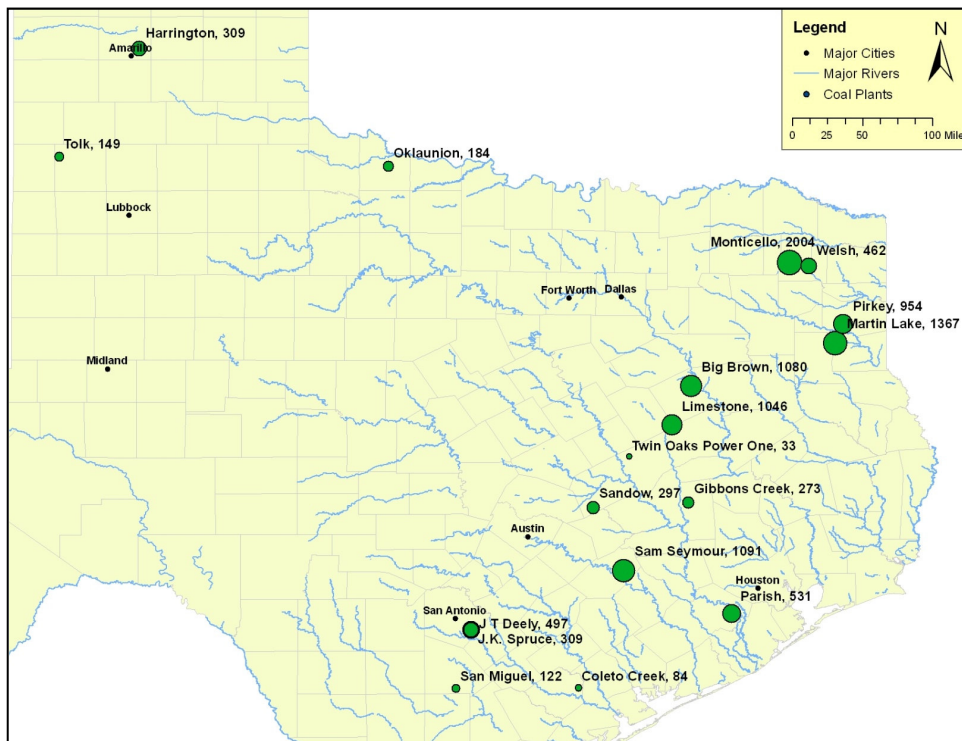 Harrington, 309
Amarillo
Legend
Major Cities
Major Rivers
Coal Plants
N
0 25 50 100 Mile
Tolk, 149
Oklaunion, 184
Lubbock
Monticello, 2004
Welsh, 462
Fort Worth
Dallas
Pirkey, 954
Martin Lake, 1367
Midland
Big Brown, 1080
Limestone, 1046
Twin Oaks Power One, 33
Sandow, 297
Gibbons Creek, 273
Austin
Sam Seymour, 1091
Houston
Parish, 531
San Antonio
J T Deely, 497
J.K. Spruce, 309
San Miguel, 122
Coleto Creek, 84